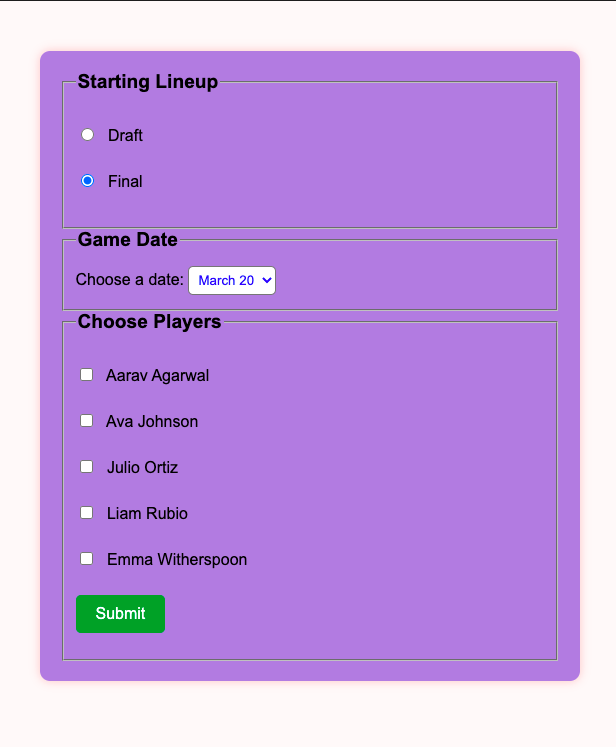 Starting Lineup
Draft
Final
Game Date
Choose a date: March 20
Choose Players
Aarav Agarwal
Ava Johnson
Julio Ortiz
Liam Rubio
Emma Witherspoon
Submit